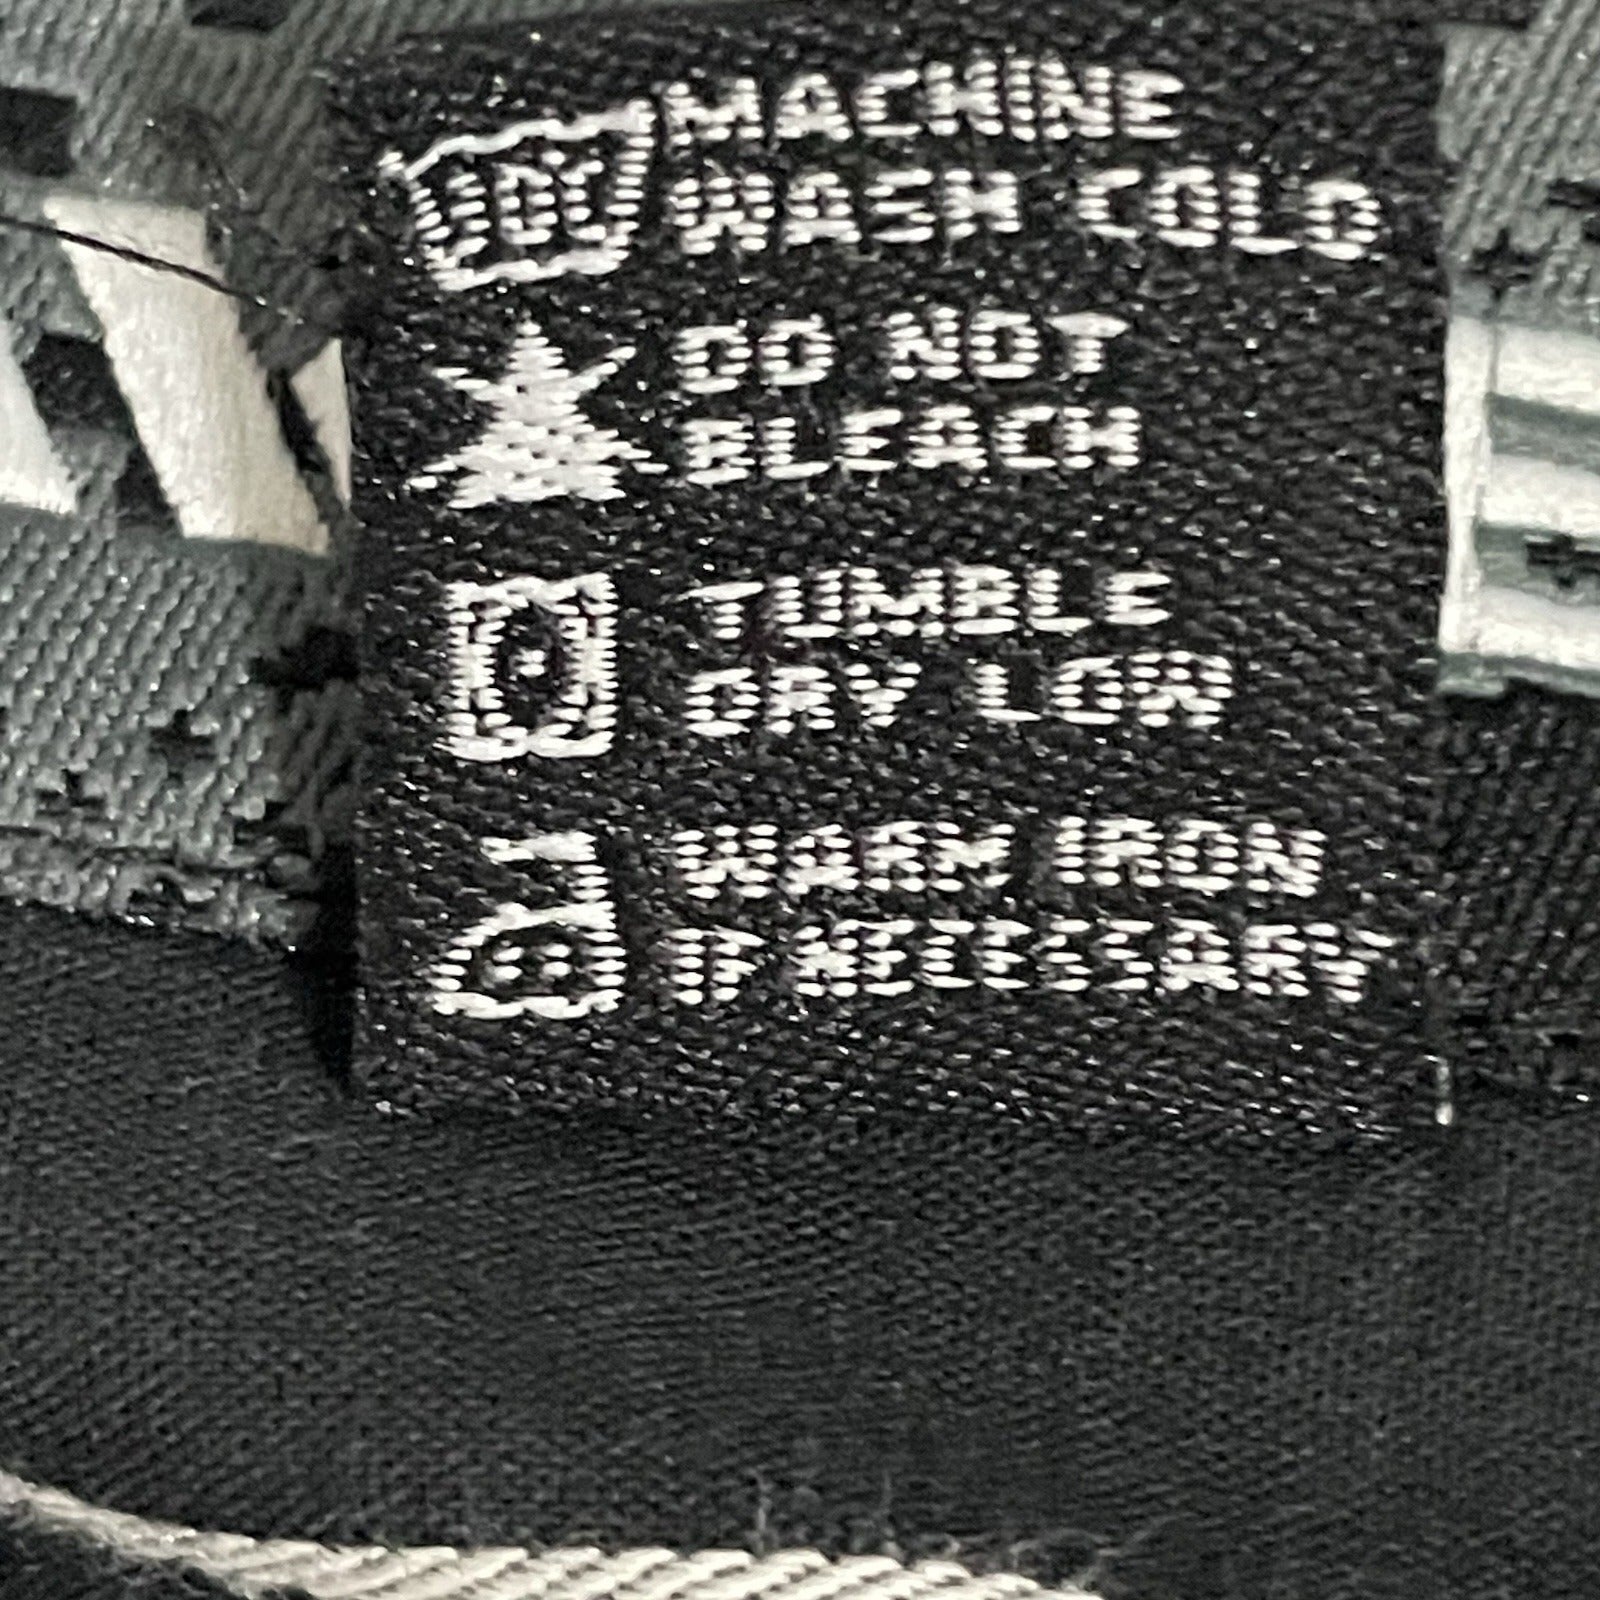 MACHINE
WASH COLD
DO NOT
BLEACH
TUMBLE
DRY LOW
WARM IRON
IF NECESSARY